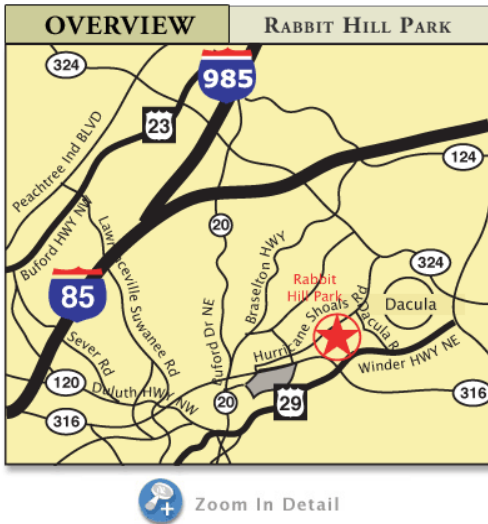 OVERVIEW
RABBIT HILL PARK
324
985
23
Peachtree Ind BLVD
124
Buford HWY NW
Lawrenceville Suwanee Rd
20
Braselton HWY
324
Rabbit
Hill Park
85
Hurricane Shoals Rd
Dacula R
Dacula
Buford Dr NE
Sever Rd
Winder HWY NE
120
Duluth HWY NW
316
20
29
316
Zoom In Detail